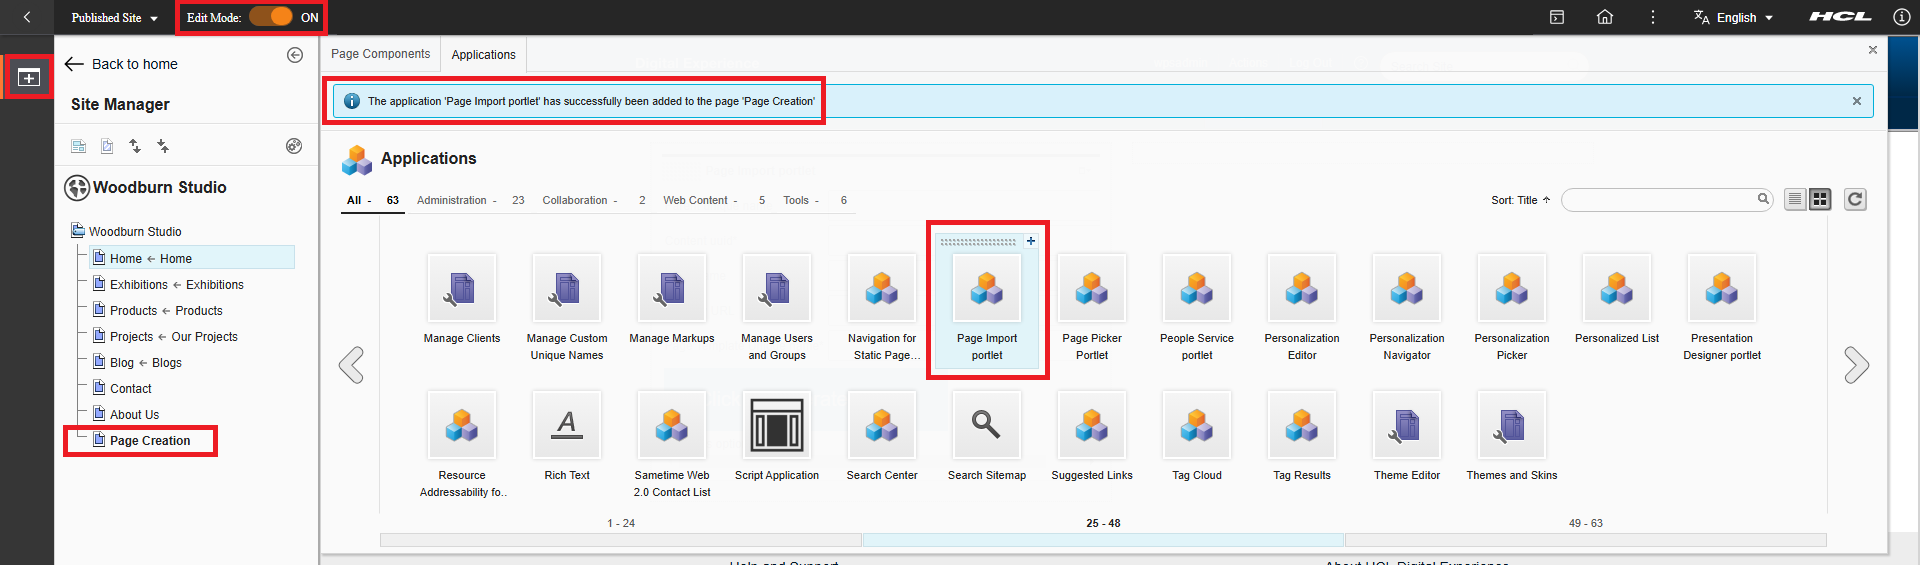 Published Site
Edit Mode: ON
English
HCL
Back to home
Site Manager
Woodburn Studio
Woodburn Studio
Home ← Home
Exhibitions ← Exhibitions
Products ← Products
Projects ← Our Projects
Blog ← Blogs
Contact
About Us
Page Creation
Page Components
Applications
The application 'Page Import portlet' has successfully been added to the page 'Page Creation'
Applications
All - 63
Administration - 23
Collaboration - 2
Web Content - 5
Tools - 6
Sort: Title
Manage Clients
Manage Custom
Unique Names
Manage Markups
Manage Users
and Groups
Navigation for
Static Page...
Page Import
portlet
Page Picker
Portlet
People Service
portlet
Personalization
Editor
Personalization
Navigator
Personalization
Picker
Personalized List
Presentation
Designer portlet
Resource
Addressability fo..
Rich Text
Sametime Web
2.0 Contact List
Script Application
Search Center
Search Sitemap
Suggested Links
Tag Cloud
Tag Results
Theme Editor
Themes and Skins
1 - 24
25 - 48
49 - 63
Help and Support
About HCL Digital Experience